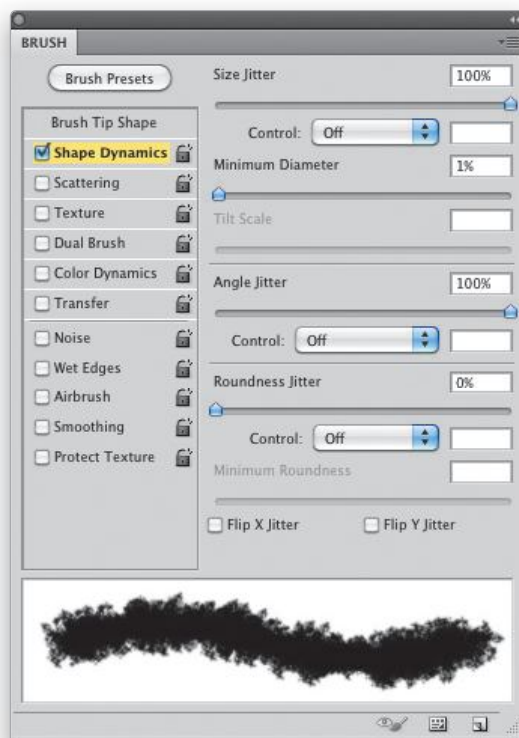 BRUSH
Brush Presets
Brush Tip Shape
Shape Dynamics
Scattering
Texture
Dual Brush
Color Dynamics
Transfer
Noise
Wet Edges
Airbrush
Smoothing
Protect Texture
Size Jitter 100%
Control: Off
Minimum Diameter 1%
Tilt Scale
Angle Jitter 100%
Control: Off
Roundness Jitter 0%
Control: Off
Minimum Roundness
Flip X Jitter Flip Y Jitter